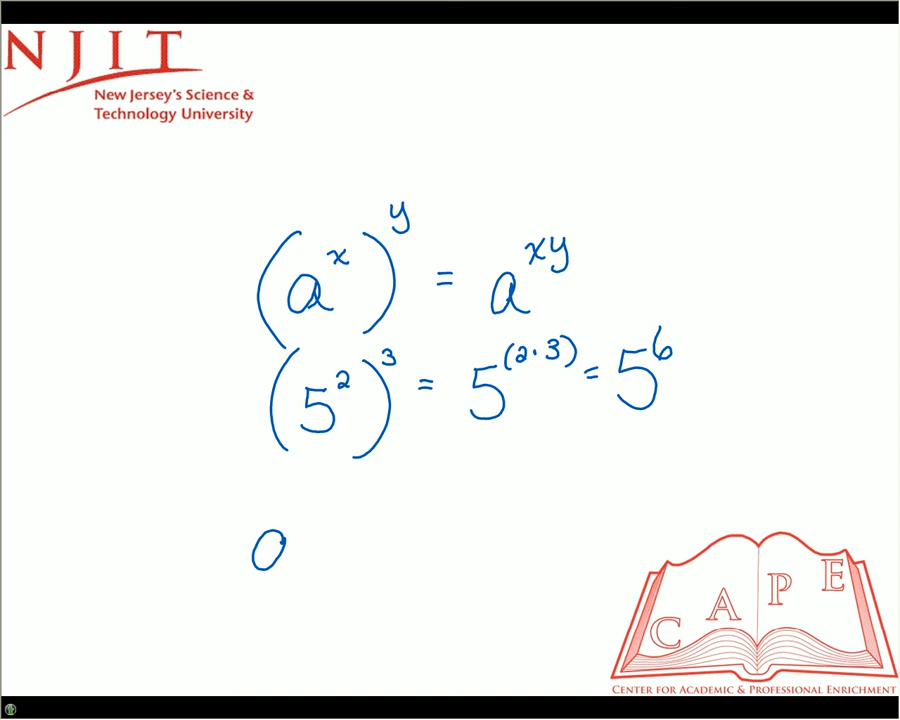 NJIT
New Jersey's Science &
Technology University
(a^x)^y = a^xy
(5^2)^3 = 5^(2·3) = 5^6
0
CAPE
CENTER FOR ACADEMIC & PROFESSIONAL ENRICHMENT